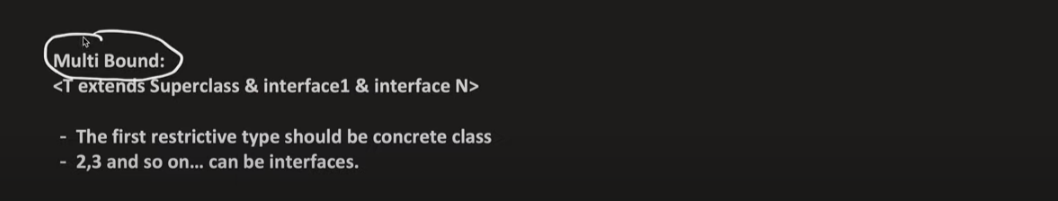 Multi Bound:
<T extends Superclass & interface1 & interface N>
- The first restrictive type should be concrete class
- 2,3 and so on... can be interfaces.